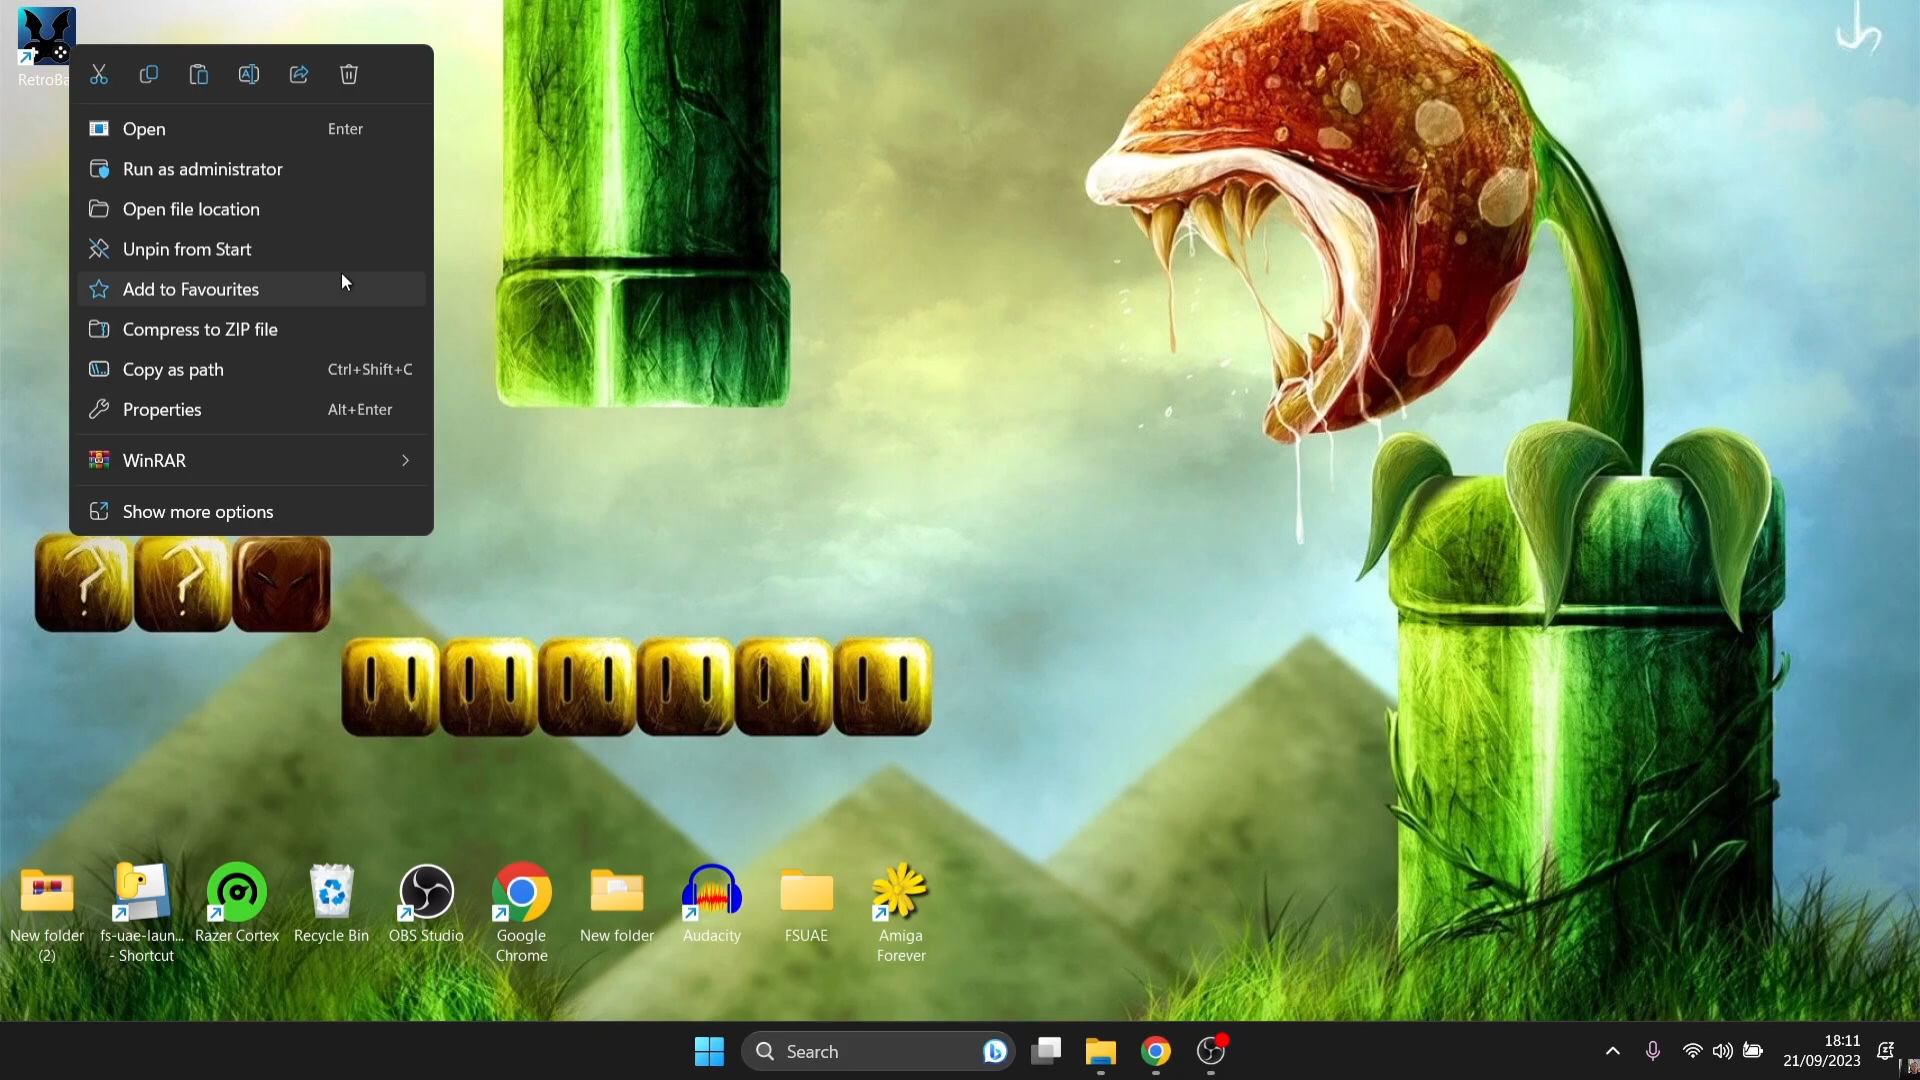 RetroBa
Open Enter
Run as administrator
Open file location
Unpin from Start
Add to Favourites
Compress to ZIP file
Copy as path Ctrl+Shift+C
Properties Alt+Enter
WinRAR
Show more options
New folder (2)
fs-uae-laun... - Shortcut
Razer Cortex
Recycle Bin
OBS Studio
Google Chrome
New folder
Audacity
FSUAE
Amiga Forever
Search
18:11
21/09/2023